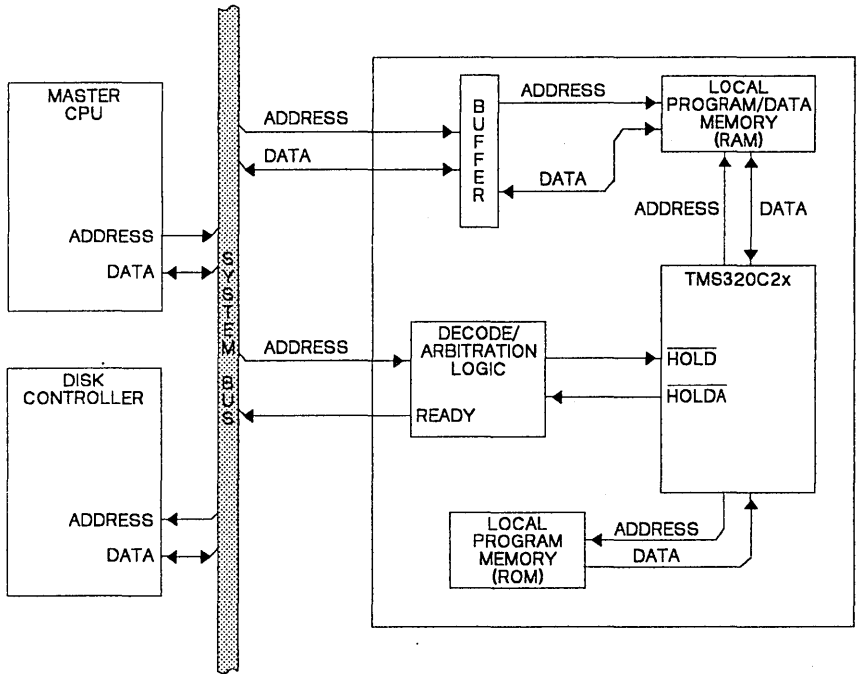 MASTER
CPU
ADDRESS
DATA
DISK
CONTROLLER
ADDRESS
DATA
SYSTEM BUS
ADDRESS
DATA
BUFFER
ADDRESS
DATA
LOCAL
PROGRAM/DATA
MEMORY
(RAM)
ADDRESS
DATA
TMS320C2x
HOLD
HOLDA
ADDRESS
DECODE/
ARBITRATION
LOGIC
READY
LOCAL
PROGRAM
MEMORY
(ROM)
ADDRESS
DATA